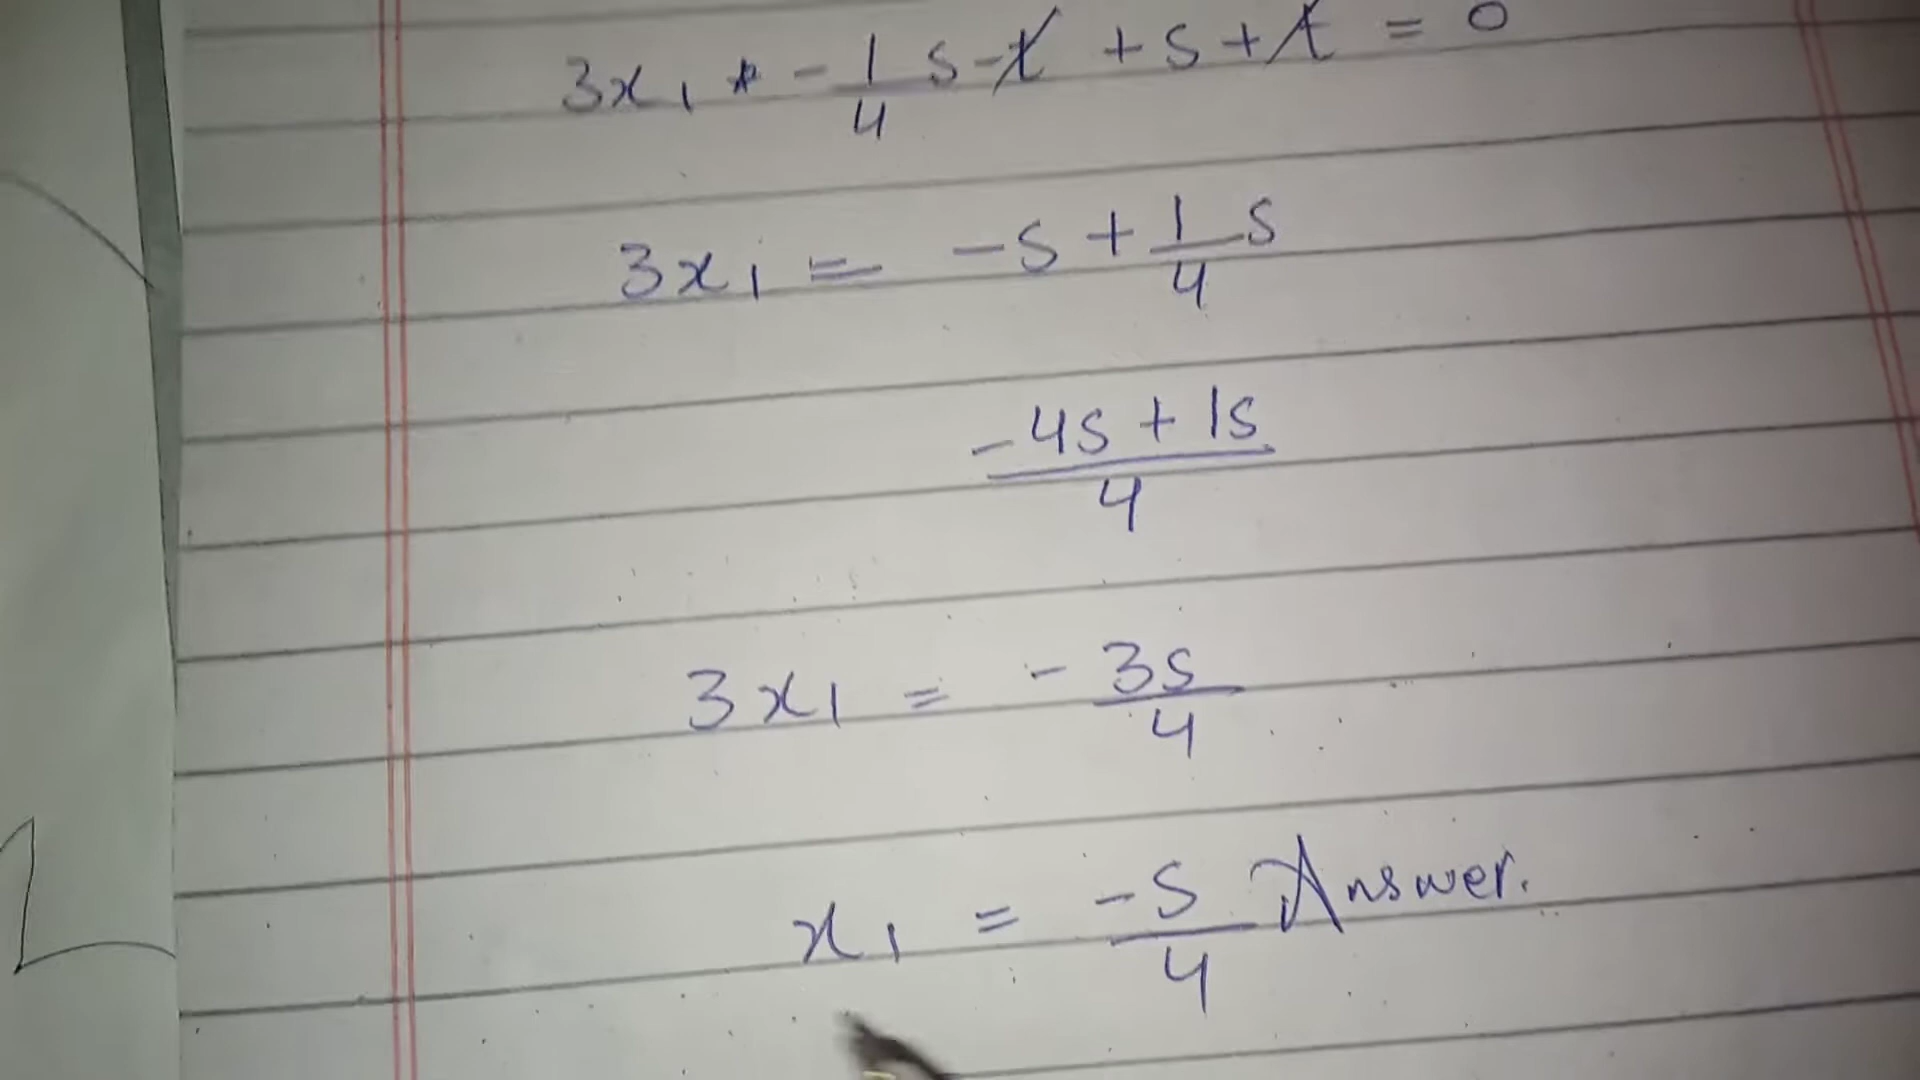 3x₁ + -1/4 s - t + s + t = 0
3x₁ = -s + 1/4 s
-4s + 1s / 4
3x₁ = - 3s/4
x₁ = -s/4 Answer.